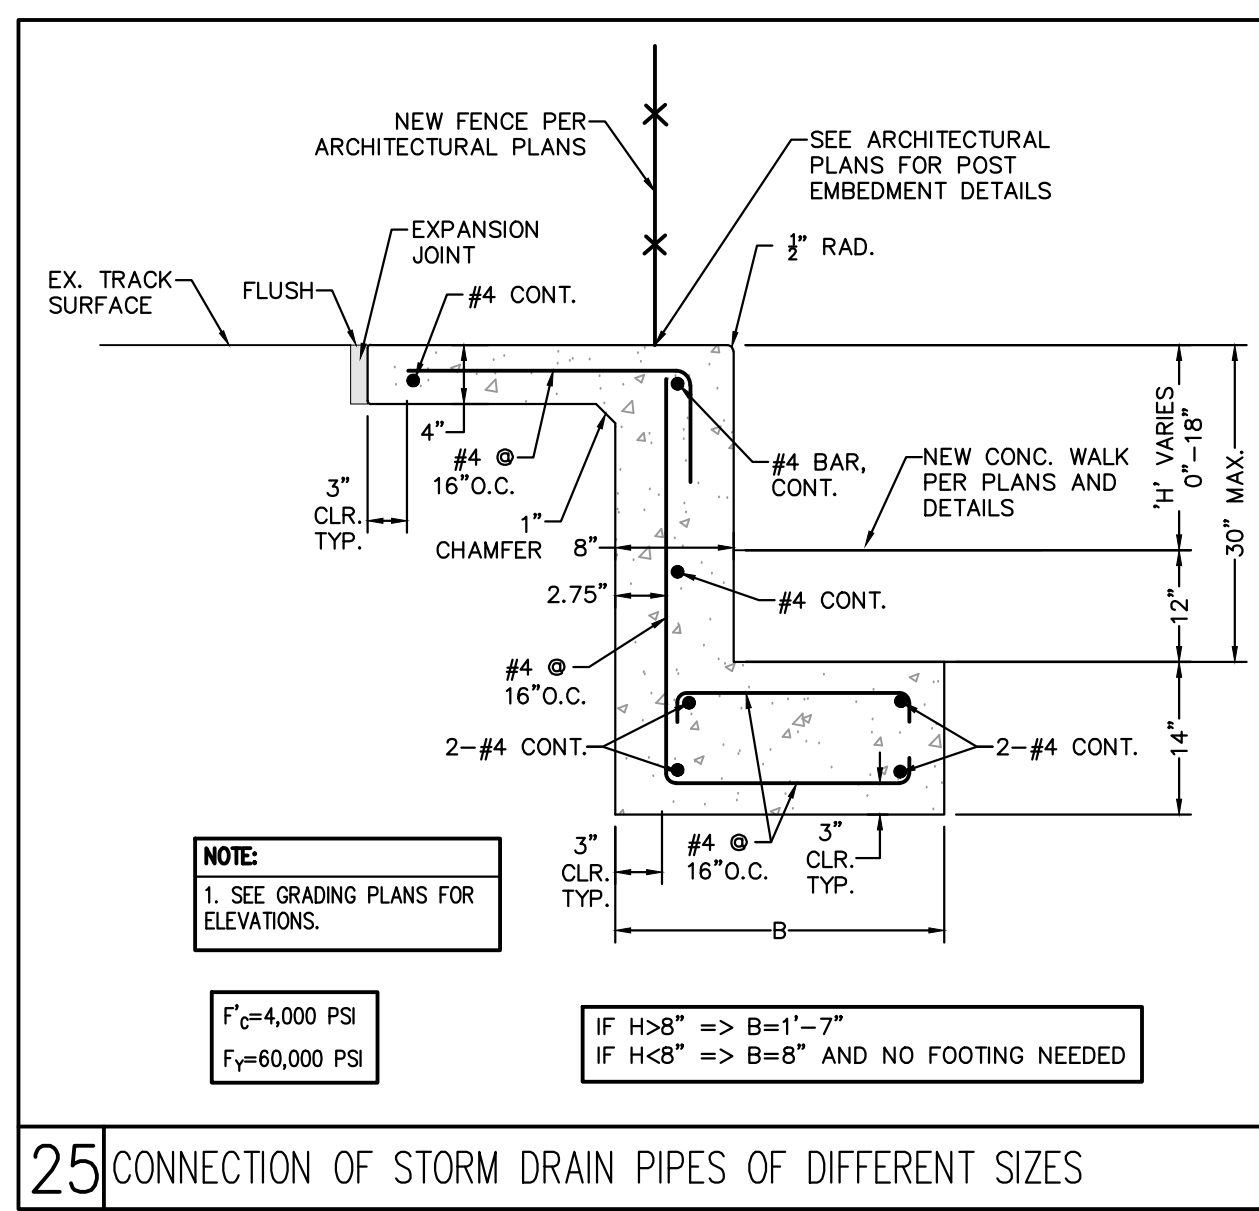 NEW FENCE PER
ARCHITECTURAL PLANS
SEE ARCHITECTURAL
PLANS FOR POST
EMBEDMENT DETAILS
EXPANSION
JOINT
½" RAD.
EX. TRACK
SURFACE
FLUSH
#4 CONT.
4"
#4 @
16"O.C.
3"
CLR.
TYP.
1"
CHAMFER
8"
2.75"
#4 BAR,
CONT.
NEW CONC. WALK
PER PLANS AND
DETAILS
'H' VARIES
0"-18"
30" MAX.
12"
#4 CONT.
#4 @
16"O.C.
2-#4 CONT.
2-#4 CONT.
14"
3"
CLR.
TYP.
#4 @
16"O.C.
3"
CLR.
TYP.
B
NOTE:
1. SEE GRADING PLANS FOR
ELEVATIONS.
F'C=4,000 PSI
FY=60,000 PSI
IF H>8" => B=1'-7"
IF H<8" => B=8" AND NO FOOTING NEEDED
25 CONNECTION OF STORM DRAIN PIPES OF DIFFERENT SIZES